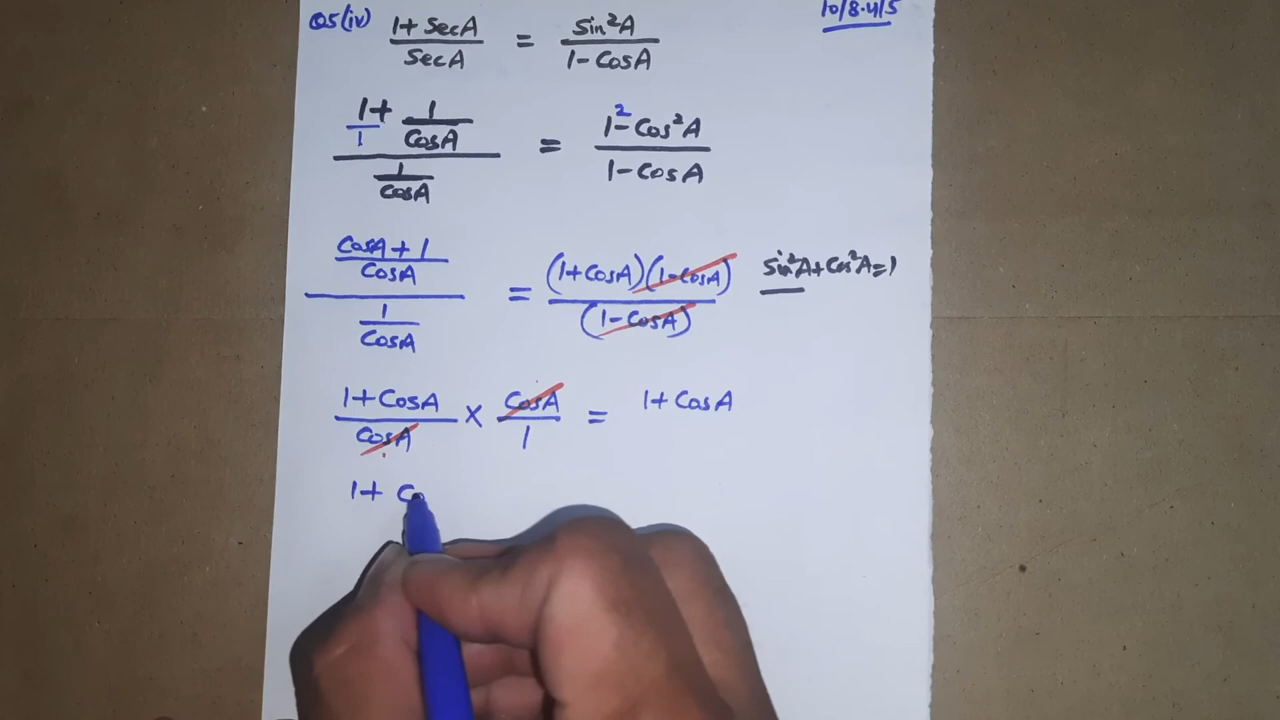 Q5(iv) 1+SecA/SecA = Sin²A/1-CosA 10/8.4/5
1/1 + 1/CosA / 1/CosA = 1²-Cos²A/1-CosA
CosA+1/CosA / 1/CosA = (1+CosA)(1-CosA)/(1-CosA) Sin²A+Cos²A=1
1+CosA/CosA × CosA/1 = 1+CosA
1+ Co